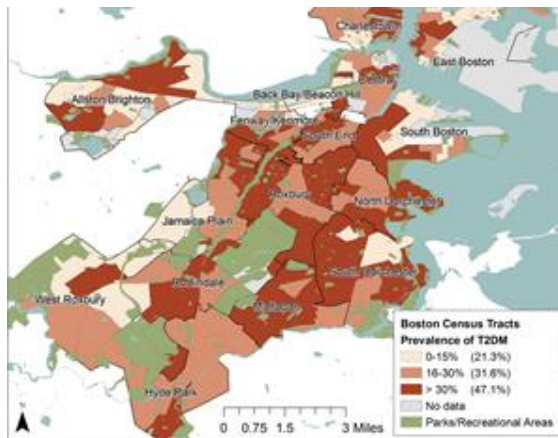 Charlestown
East Boston
Central
Allston-Brighton
Back Bay/Beacon Hill
Fenway/Kenmore
South End
South Boston
Roxbury
North Dorchester
Jamaica Plain
South Dorchester
Roslindale
West Roxbury
Mattapan
Hyde Park
0 0.75 1.5 3 Miles
Boston Census Tracts
Prevalence of T2DM
0-15% (21.3%)
16-30% (31.6%)
> 30% (47.1%)
No data
Parks/Recreational Areas